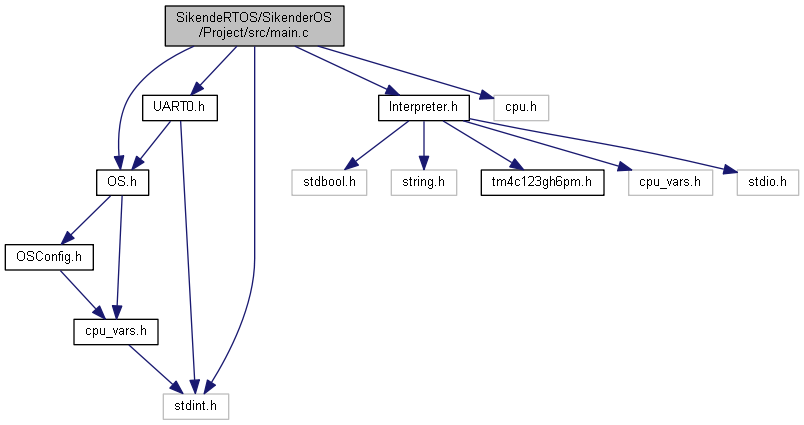 SikendeRTOS/SikenderOS
/Project/src/main.c
UART0.h
Interpreter.h
cpu.h
OS.h
stdbool.h
string.h
tm4c123gh6pm.h
cpu_vars.h
stdio.h
OSConfig.h
cpu_vars.h
stdint.h